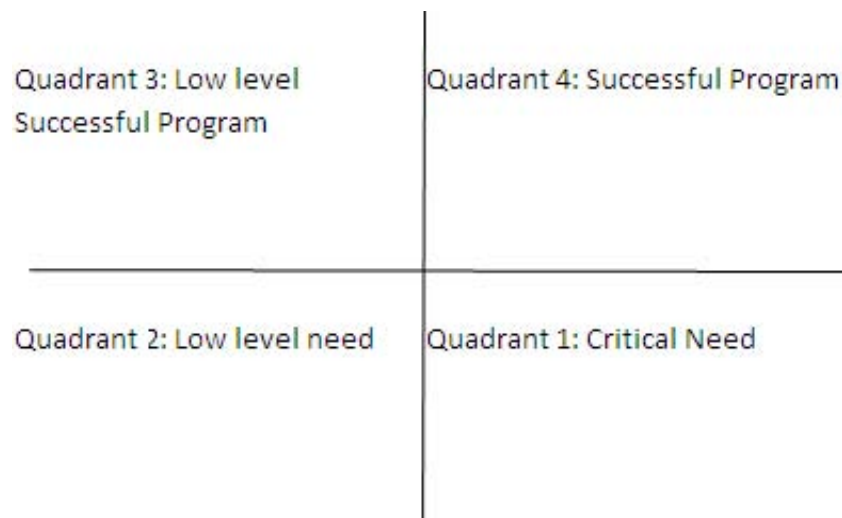 Quadrant 3: Low level
Successful Program
Quadrant 4: Successful Program
Quadrant 2: Low level need
Quadrant 1: Critical Need